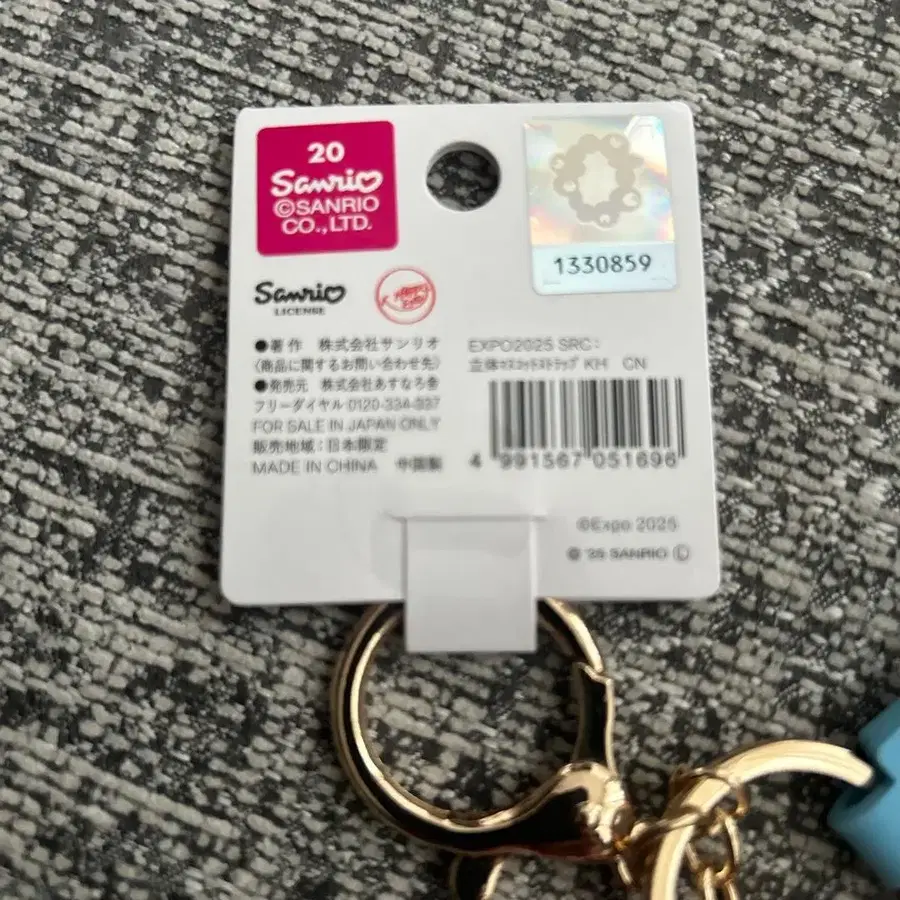 20
Sanrio
©SANRIO
CO.,LTD.
1330859
Sanrio
LICENSE
●著作 株式会社サンリオ
(商品に関するお問い合わせ先)
●発売元 株式会社あすなろ舎
フリーダイヤル 0120-334-337
FOR SALE IN JAPAN ONLY
販売地域:日本限定
MADE IN CHINA 中国製
EXPO2025 SRC:
立体マスコットストラップ KH CN
4 991567 051696
©Expo 2025